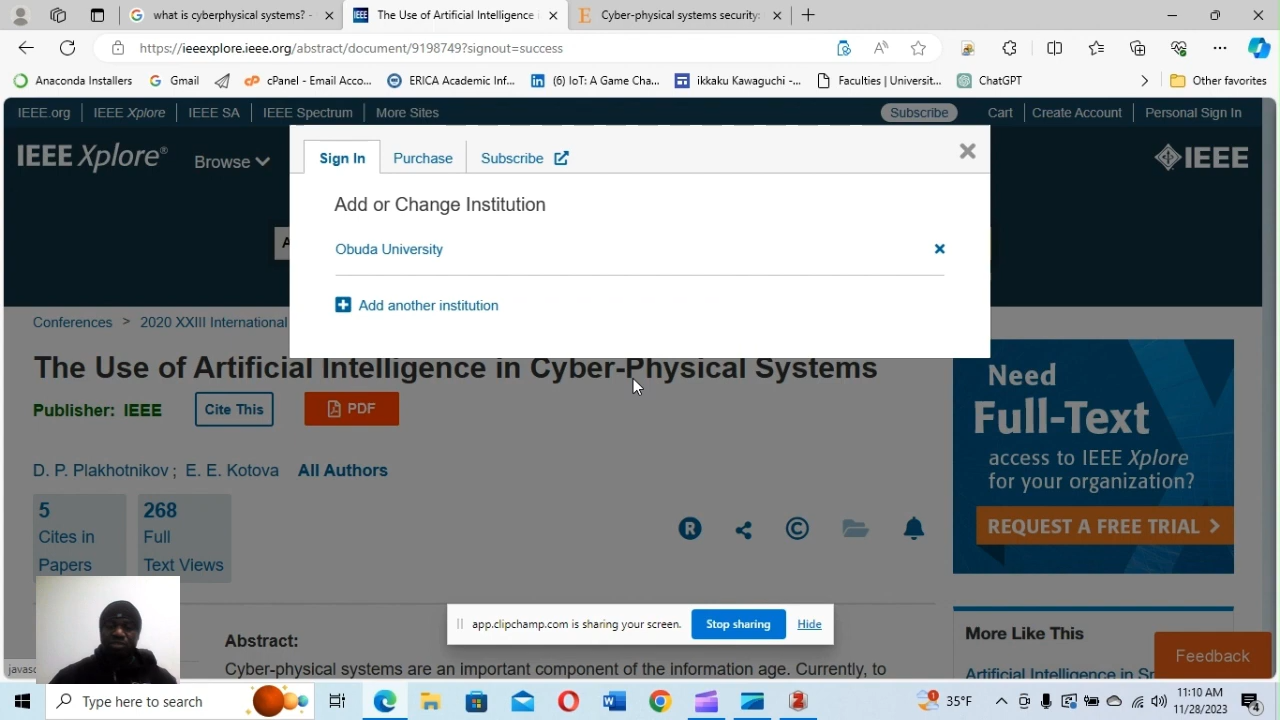 what is cyberphysical systems? -
The Use of Artificial Intelligence i
Cyber-physical systems security:
https://ieeexplore.ieee.org/abstract/document/9198749?signout=success
Anaconda Installers
Gmail
cPanel - Email Acco...
ERICA Academic Inf...
(6) IoT: A Game Cha...
ikkaku Kawaguchi -...
Faculties | Universit...
ChatGPT
Other favorites
IEEE.org
IEEE Xplore
IEEE SA
IEEE Spectrum
More Sites
Subscribe
Cart
Create Account
Personal Sign In
IEEE Xplore®
Browse
IEEE
Sign In
Purchase
Subscribe
Add or Change Institution
Obuda University
Add another institution
Conferences > 2020 XXIII International
The Use of Artificial Intelligence in Cyber-Physical Systems
Publisher: IEEE
Cite This
PDF
D. P. Plakhotnikov ; E. E. Kotova All Authors
5
Cites in
Papers
268
Full
Text Views
Need
Full-Text
access to IEEE Xplore
for your organization?
REQUEST A FREE TRIAL >
app.clipchamp.com is sharing your screen.
Stop sharing
Hide
Abstract:
Cyber-physical systems are an important component of the information age. Currently, to
More Like This
Artificial Intelligence in Sr
Feedback
javasc
Type here to search
1
35°F
11:10 AM
11/28/2023
4